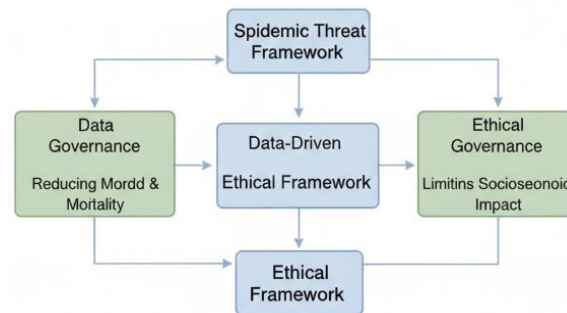 Spidemic Threat
Framework
Data
Governance
Reducing Mordd &
Mortality
Data-Driven
Ethical Framework
Ethical
Governance
Limitins Socioseonoic
Impact
Ethical
Framework